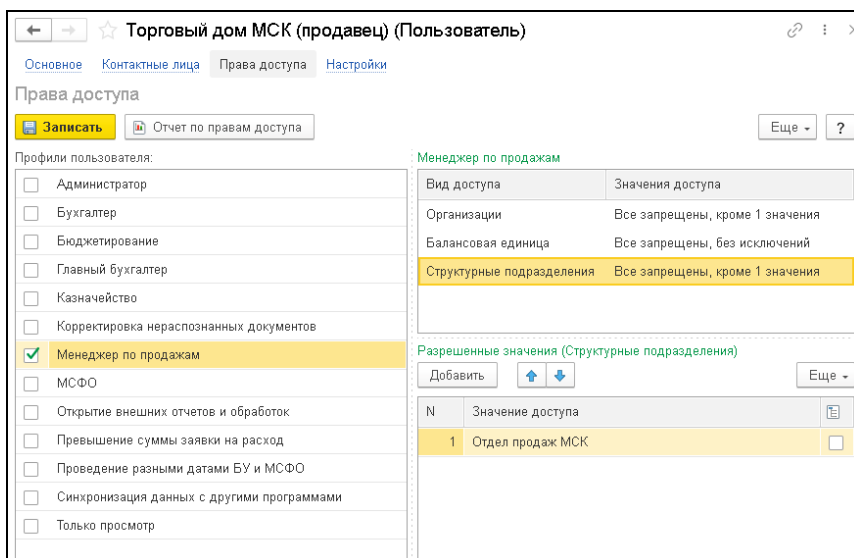 Торговый дом МСК (продавец) (Пользователь)
Основное Контактные лица Права доступа Настройки
Права доступа
Записать Отчет по правам доступа Еще ?
Профили пользователя:
Администратор
Бухгалтер
Бюджетирование
Главный бухгалтер
Казначейство
Корректировка нераспознанных документов
Менеджер по продажам
МСФО
Открытие внешних отчетов и обработок
Превышение суммы заявки на расход
Проведение разными датами БУ и МСФО
Синхронизация данных с другими программами
Только просмотр
Менеджер по продажам
Вид доступа Значения доступа
Организации Все запрещены, кроме 1 значения
Балансовая единица Все запрещены, без исключений
Структурные подразделения Все запрещены, кроме 1 значения
Разрешенные значения (Структурные подразделения)
Добавить Еще
N Значение доступа
1 Отдел продаж МСК